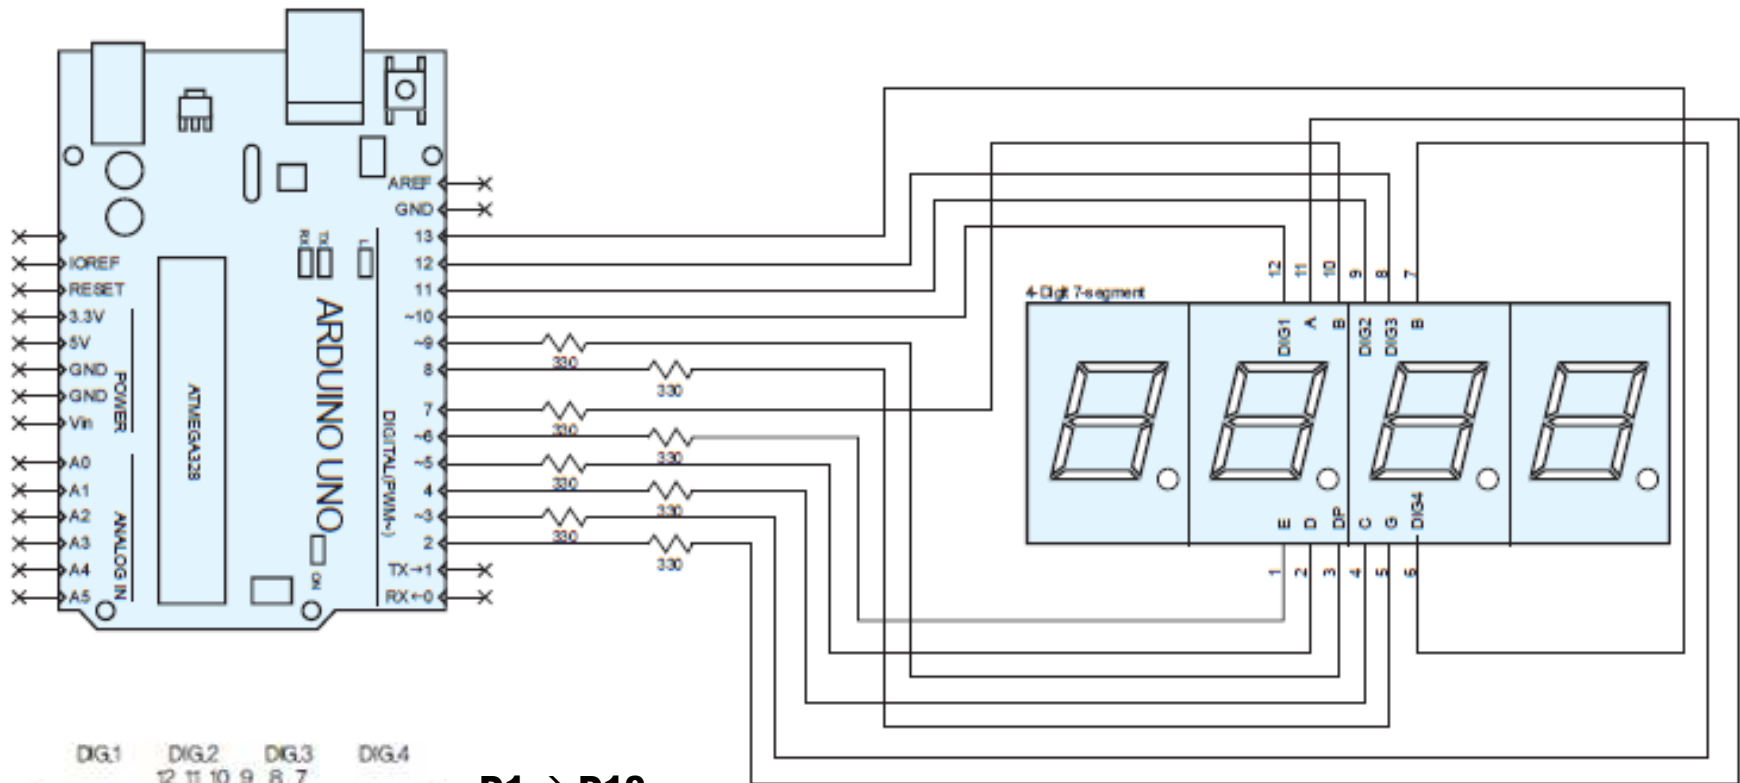 AREF
GND
13
12
11
~10
~9
8
7
~6
~5
4
~3
2
TX→1
RX←0
IOREF
RESET
3.3V
5V
GND
GND
Vin
A0
A1
A2
A3
A4
A5
POWER
ANALOG IN
ATMEGA328
RX
TX
L
ARDUINO UNO
DIGITAL(PWM~)
ON
330
330
330
330
330
330
330
330
4-Digit 7-segment
12
11
10
9
8
7
DIG1
A
B
DIG2
DIG3
B
E
D
DP
C
G
DIG4
1
2
3
4
5
6
DIG.1 DIG.2 DIG.3 DIG.4
12 11 10 9 8 7
D1 → D10